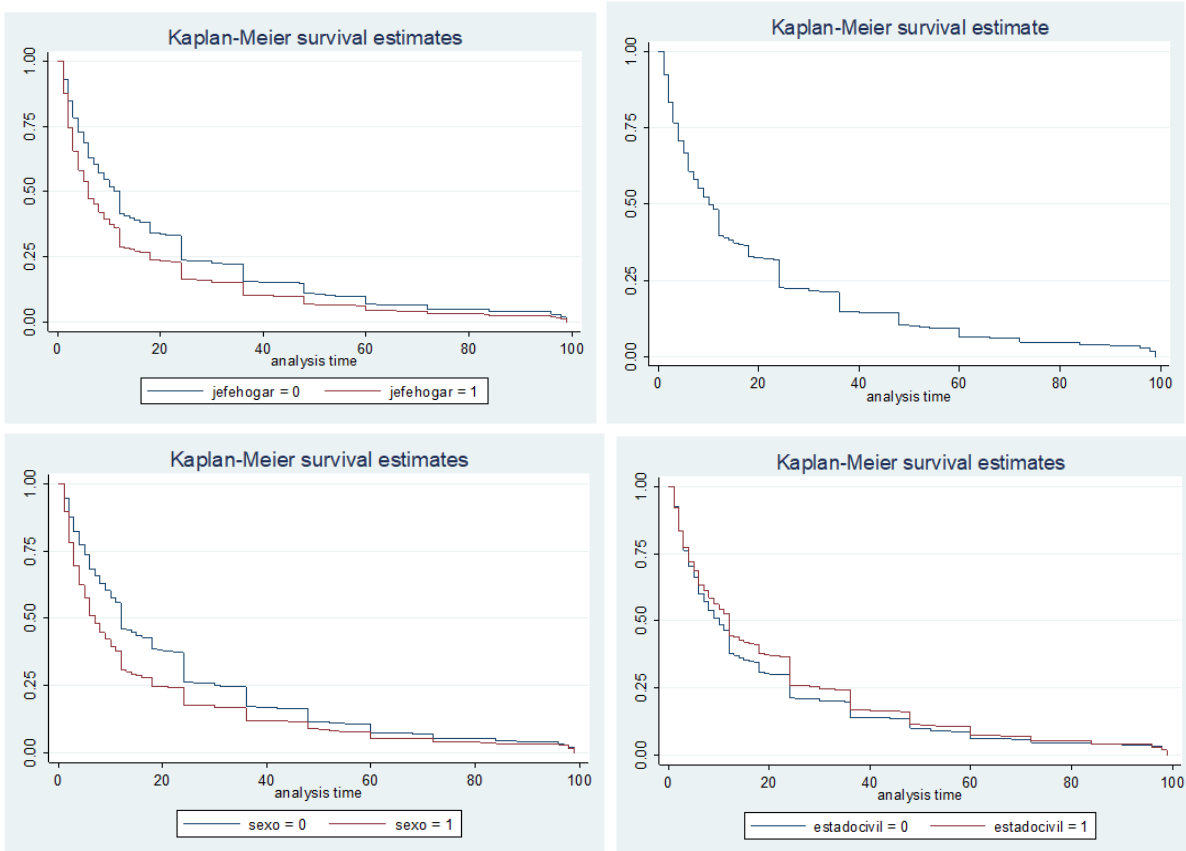 Kaplan-Meier survival estimates
1.00
0.75
0.50
0.25
0.00
0 20 40 60 80 100
analysis time
jefehogar = 0 jefehogar = 1
Kaplan-Meier survival estimate
1.00
0.75
0.50
0.25
0.00
0 20 40 60 80 100
analysis time
Kaplan-Meier survival estimates
1.00
0.75
0.50
0.25
0.00
0 20 40 60 80 100
analysis time
sexo = 0 sexo = 1
Kaplan-Meier survival estimates
1.00
0.75
0.50
0.25
0.00
0 20 40 60 80 100
analysis time
estadocivil = 0 estadocivil = 1